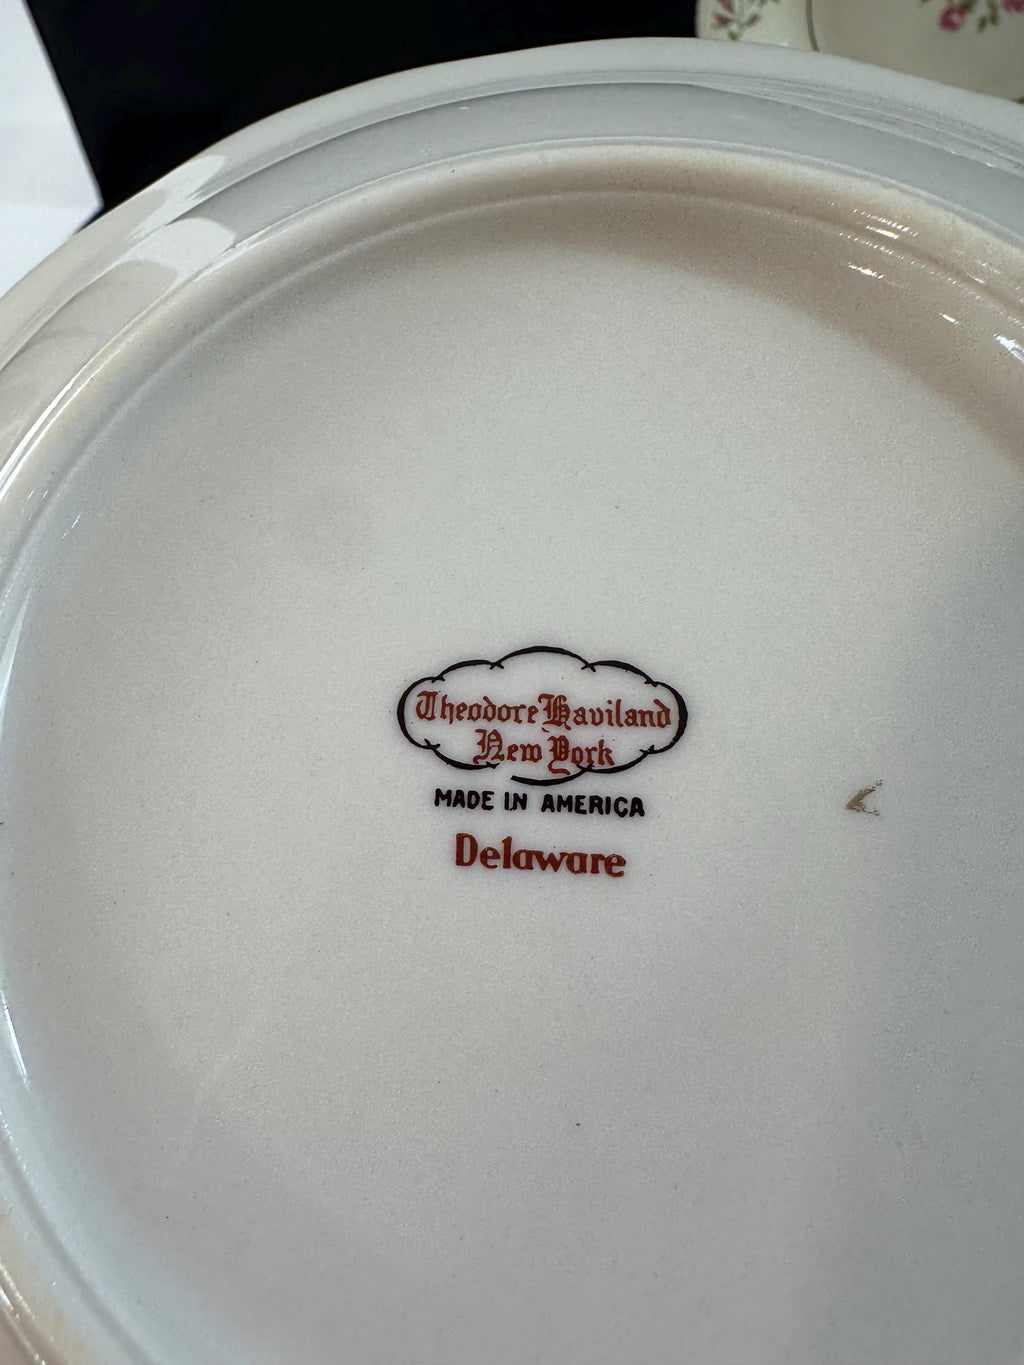 Theodore Haviland
New York
MADE IN AMERICA
Delaware